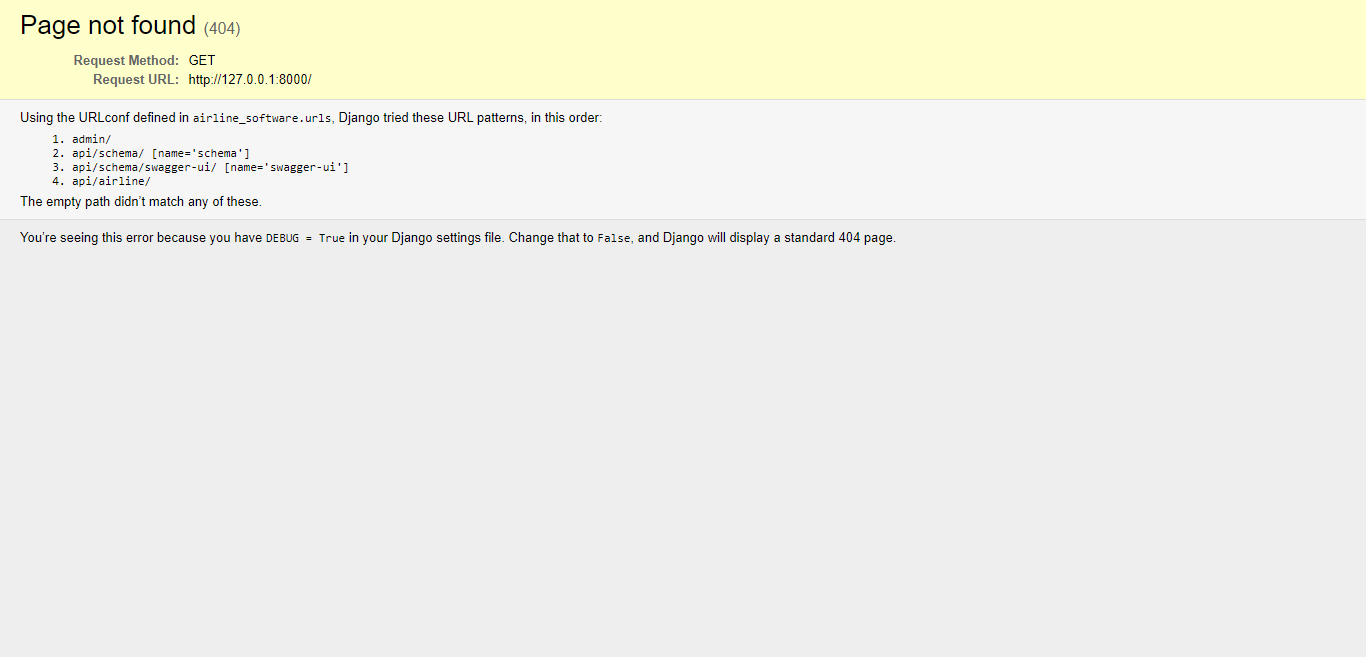 Page not found (404)
Request Method: GET
Request URL: http://127.0.0.1:8000/
Using the URLconf defined in airline_software.urls, Django tried these URL patterns, in this order:
1. admin/
2. api/schema/ [name='schema']
3. api/schema/swagger-ui/ [name='swagger-ui']
4. api/airline/
The empty path didn’t match any of these.
You’re seeing this error because you have DEBUG = True in your Django settings file. Change that to False, and Django will display a standard 404 page.